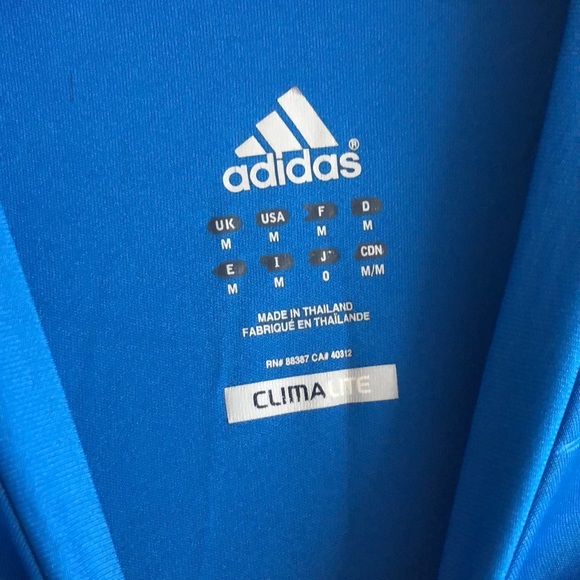 adidas®
UK USA F D
M M M M
E I J CDN
M M O M/M
MADE IN THAILAND
FABRIQUÉ EN THAÏLANDE
RN# 88387 CA# 40312
CLIMALITE